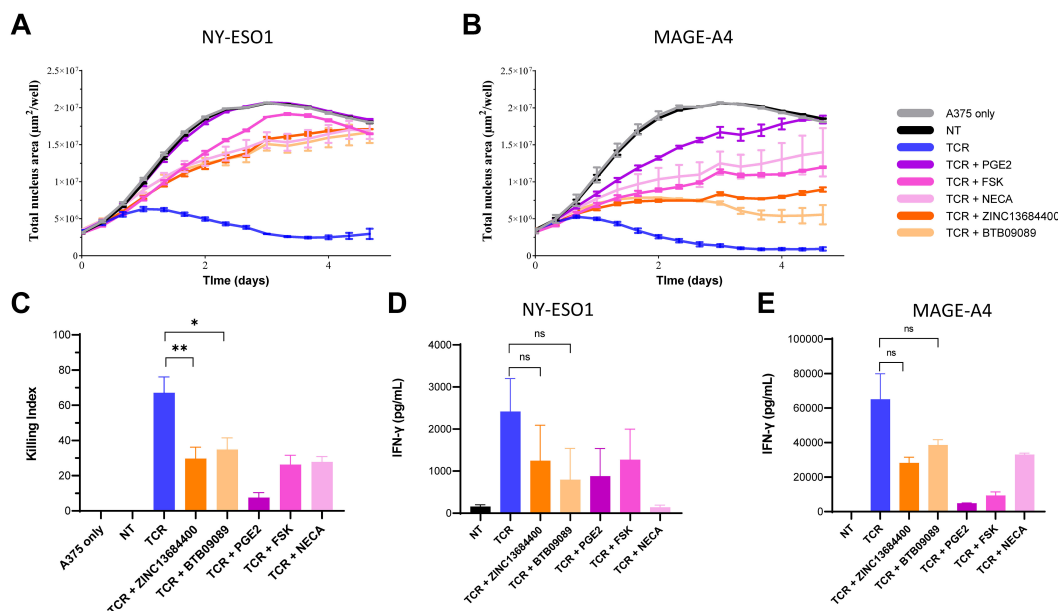 A
NY-ESO1
Total nucleus area (μm²/well)
2.5×10⁷
2×10⁷
1.5×10⁷
1×10⁷
5×10⁶
0
0
2
4
TIme (days)
B
MAGE-A4
Total nucleus area (μm²/well)
2.5×10⁷
2×10⁷
1.5×10⁷
1×10⁷
5×10⁶
0
0
2
4
TIme (days)
A375 only
NT
TCR
TCR + PGE2
TCR + FSK
TCR + NECA
TCR + ZINC13684400
TCR + BTB09089
C
Killing Index
100
80
60
40
20
0
*
**
A375 only
NT
TCR
TCR + ZINC13684400
TCR + BTB09089
TCR + PGE2
TCR + FSK
TCR + NECA
D
NY-ESO1
IFN-γ (pg/mL)
4000
3000
2000
1000
0
ns
ns
NT
TCR
TCR + ZINC13684400
TCR + BTB09089
TCR + PGE2
TCR + FSK
TCR + NECA
E
MAGE-A4
IFN-γ (pg/mL)
100000
80000
60000
40000
20000
0
ns
ns
NT
TCR
TCR + ZINC13684400
TCR + BTB09089
TCR + PGE2
TCR + FSK
TCR + NECA